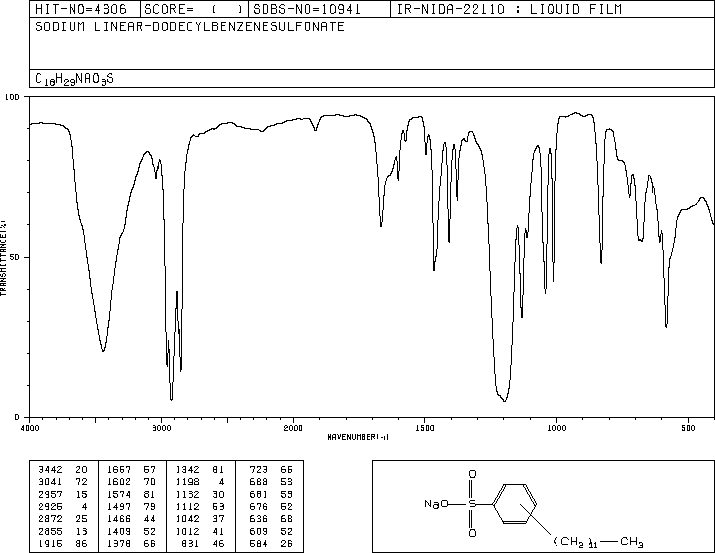 HIT-NO=4306 SCORE= ( ) SDBS-NO=10941 IR-NIDA-22110 : LIQUID FILM
SODIUM LINEAR-DODECYLBENZENESULFONATE
C18H29NAO3S
100
50
0
TRANSMITTANCE(%)
4000 3000 2000 1500 1000 500
WAVENUMBER(-1)
3442 20 1667 57 1342 81 723 66
3041 72 1602 70 1198 4 688 53
2957 15 1574 81 1132 30 681 53
2926 4 1497 79 1112 53 676 52
2872 25 1466 44 1042 37 636 68
2855 13 1409 52 1012 41 609 52
1915 86 1378 66 831 46 584 26
O
NaO S
O
(CH2)11 CH3